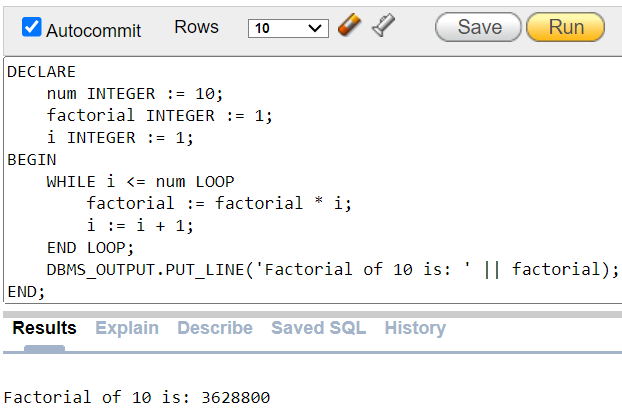 Autocommit Rows 10 Save Run
DECLARE
    num INTEGER := 10;
    factorial INTEGER := 1;
    i INTEGER := 1;
BEGIN
    WHILE i <= num LOOP
        factorial := factorial * i;
        i := i + 1;
    END LOOP;
    DBMS_OUTPUT.PUT_LINE('Factorial of 10 is: ' || factorial);
END;
Results Explain Describe Saved SQL History
Factorial of 10 is: 3628800